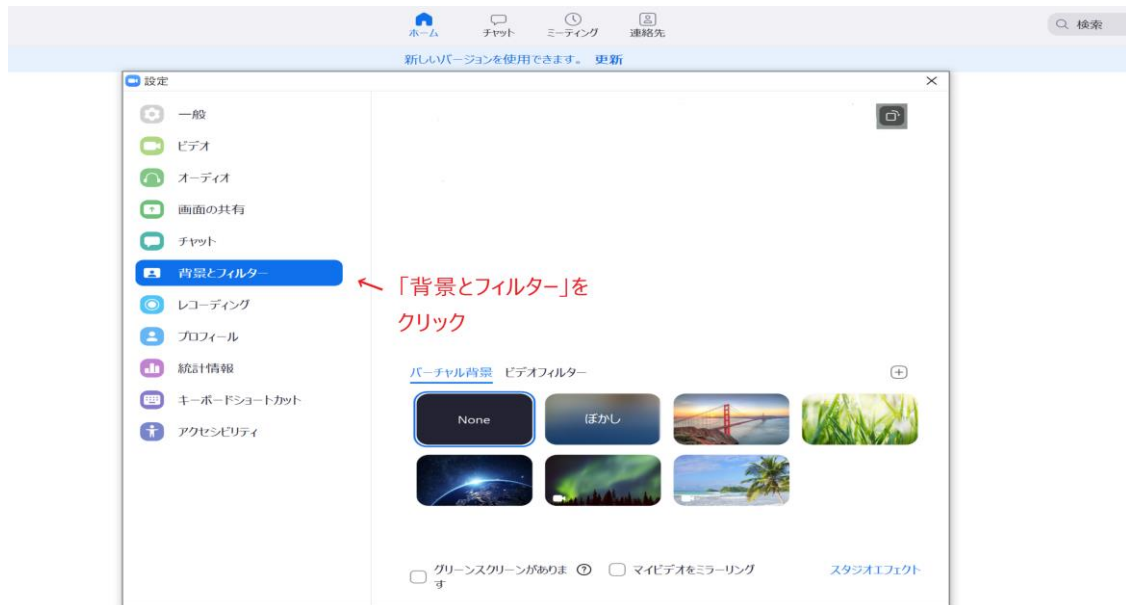 ホーム チャット ミーティング 連絡先 検索
新しいバージョンを使用できます。 更新
設定
一般
ビデオ
オーディオ
画面の共有
チャット
背景とフィルター
レコーディング
プロフィール
統計情報
キーボードショートカット
アクセシビリティ
← 「背景とフィルター」を
クリック
バーチャル背景 ビデオフィルター
None ぼかし
グリーンスクリーンがありま
す
マイビデオをミラーリング
スタジオエフェクト